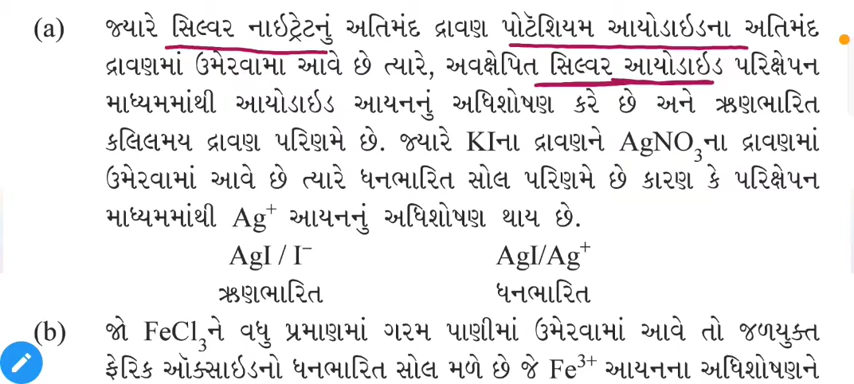 (a) જ્યારે સિલ્વર નાઇટ્રેટનું અતિમંદ દ્રાવણ પોટૅશિયમ આયોડાઇડના અતિમંદ
દ્રાવણમાં ઉમેરવામા આવે છે ત્યારે, અવક્ષેપિત સિલ્વર આયોડાઇડ પરિક્ષેપન
માધ્યમમાંથી આયોડાઇડ આયનનું અધિશોષણ કરે છે અને ઋણભારિત
કલિલમય દ્રાવણ પરિણમે છે. જ્યારે KIના દ્રાવણને AgNO₃ના દ્રાવણમાં
ઉમેરવામાં આવે છે ત્યારે ધનભારિત સોલ પરિણમે છે કારણ કે પરિક્ષેપન
માધ્યમમાંથી Ag⁺ આયનનું અધિશોષણ થાય છે.
AgI / I⁻ AgI/Ag⁺
ઋણભારિત ધનભારિત
(b) જો FeCl₃ને વધુ પ્રમાણમાં ગરમ પાણીમાં ઉમેરવામાં આવે તો જળયુક્ત
ફેરિક ઑક્સાઇડનો ધનભારિત સોલ મળે છે જે Fe³⁺ આયનના અધિશોષણને